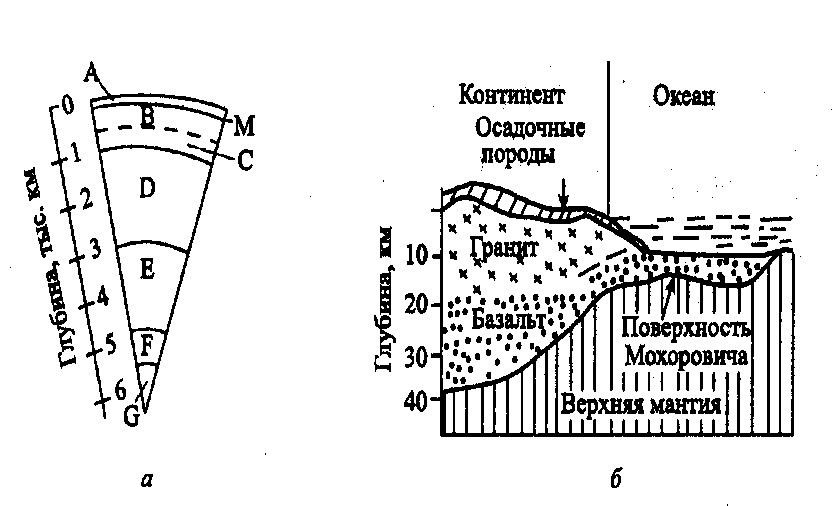 A
0
B
M
C
1
D
2
3
E
4
F
5
6
G
Глубина, тыс. км
а
Континент
Океан
Осадочные
породы
Гранит
Базальт
Поверхность
Мохоровича
Верхняя мантия
10
20
30
40
Глубина, км
б